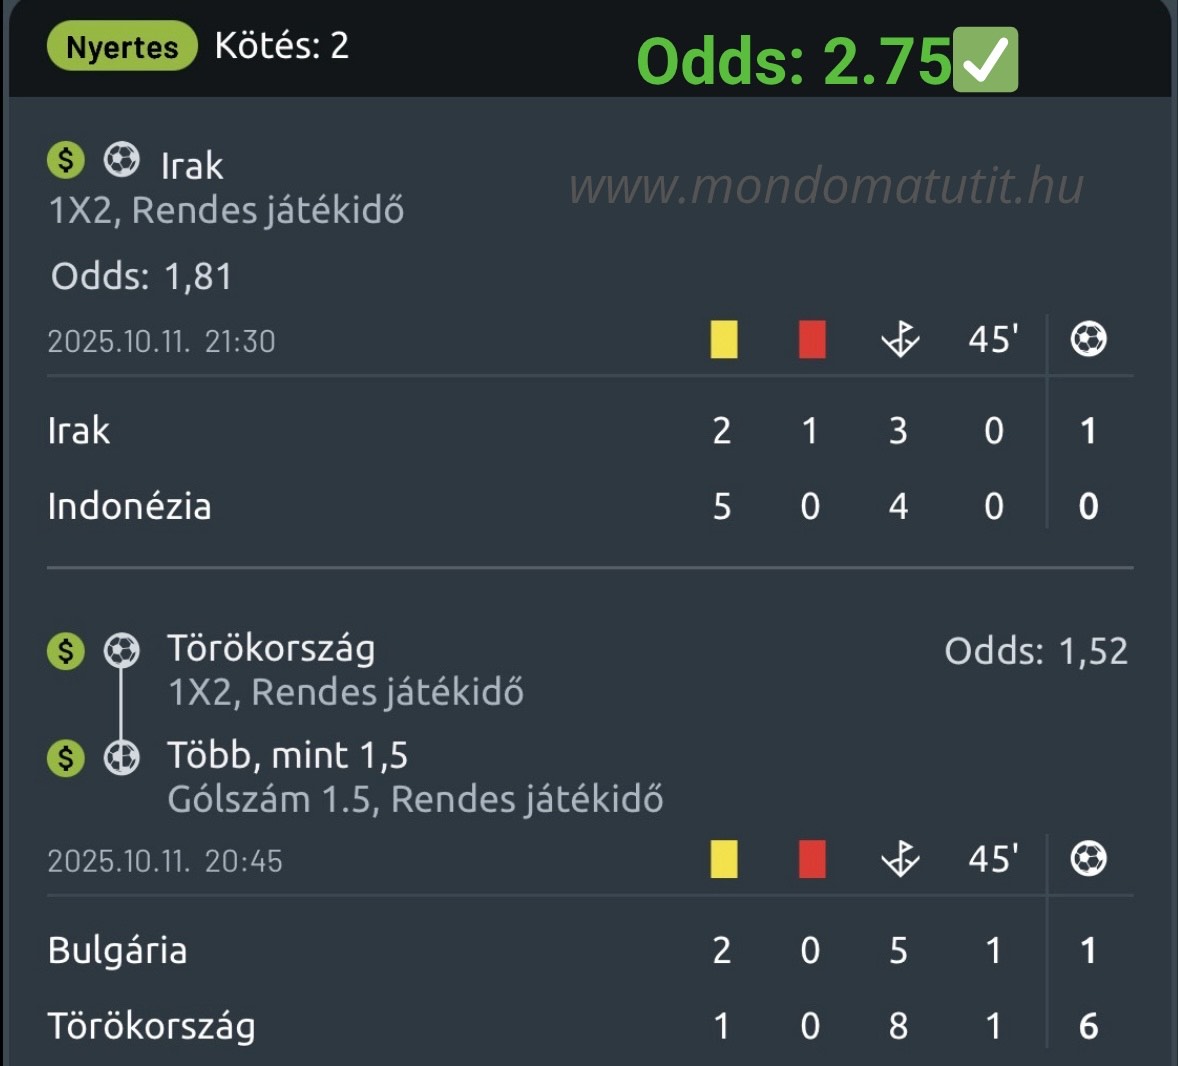 Nyertes Kötés: 2 Odds: 2.75
$ Irak
www.mondomatutit.hu
1X2, Rendes játékidő
Odds: 1,81
2025.10.11. 21:30 45'
Irak 2 1 3 0 1
Indonézia 5 0 4 0 0
$ Törökország Odds: 1,52
1X2, Rendes játékidő
$ Több, mint 1,5
Gólszám 1.5, Rendes játékidő
2025.10.11. 20:45 45'
Bulgária 2 0 5 1 1
Törökország 1 0 8 1 6